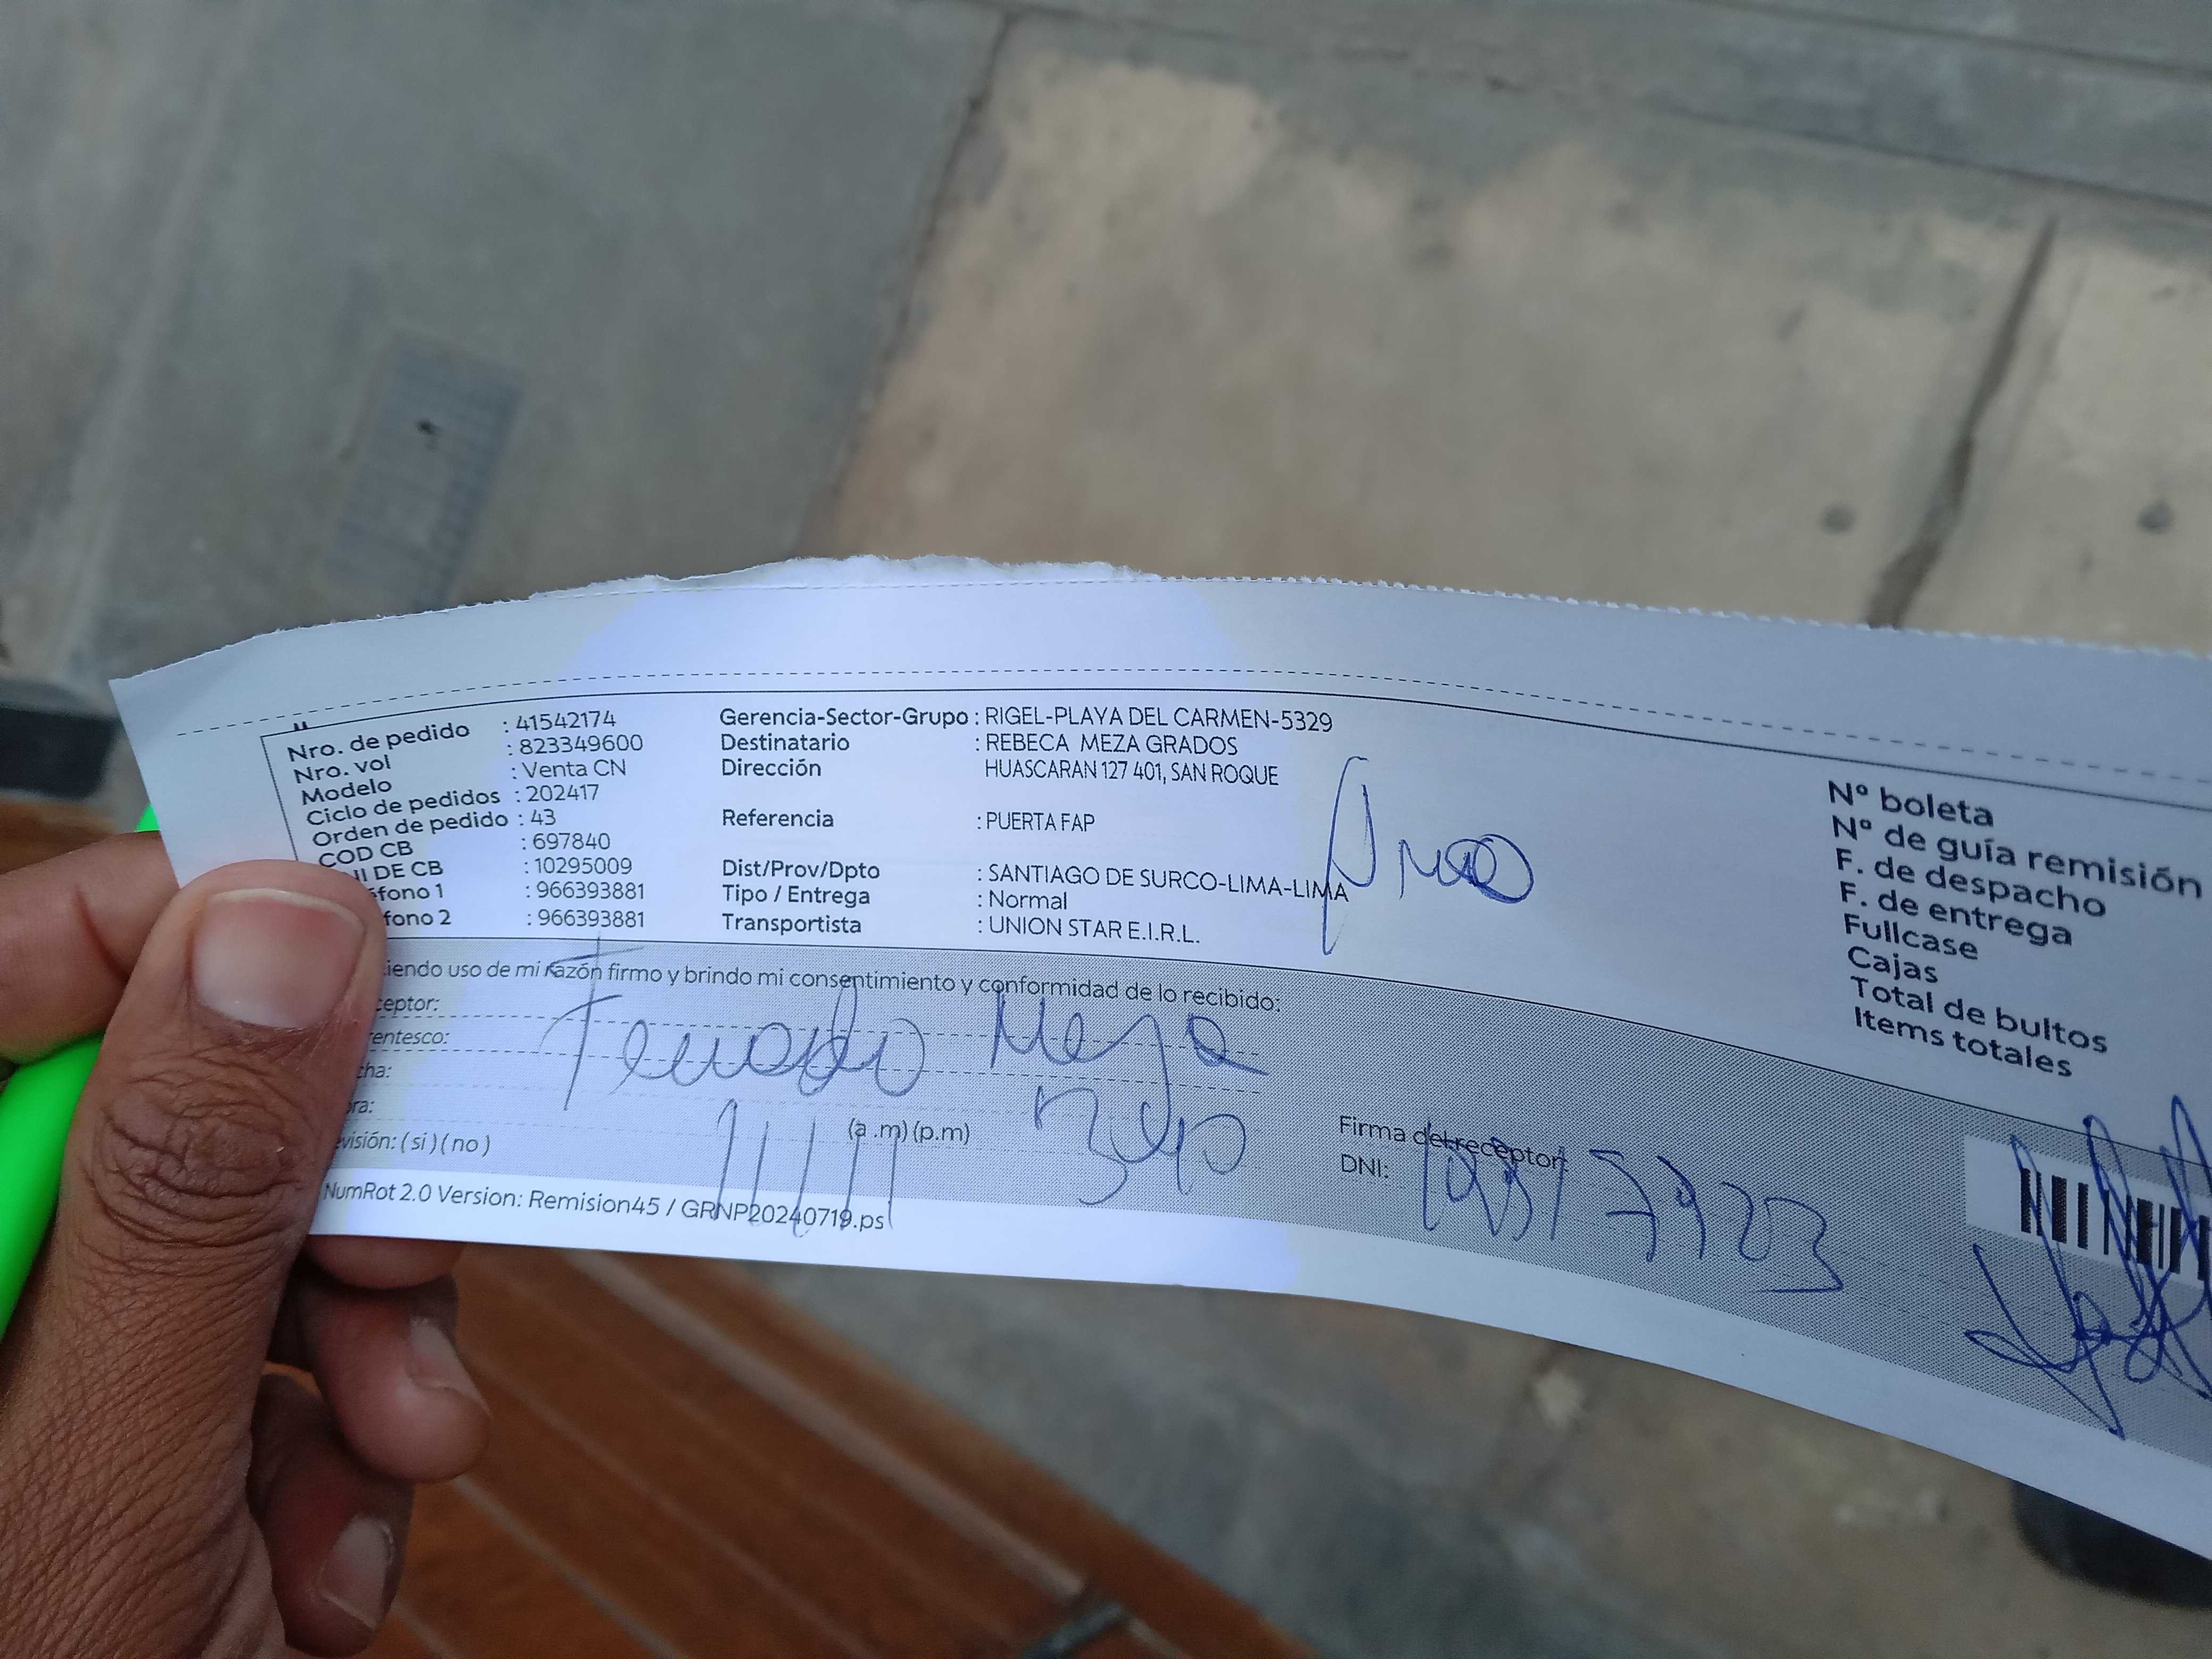 Nro. de pedido : 41542174
Nro. vol : 823349600
Modelo : Venta CN
Ciclo de pedidos : 202417
Orden de pedido : 43
COD CB : 697840
NI DE CB : 10295009
éfono 1 : 966393881
fono 2 : 966393881
Gerencia-Sector-Grupo : RIGEL-PLAYA DEL CARMEN-5329
Destinatario : REBECA MEZA GRADOS
Dirección HUASCARAN 127 401, SAN ROQUE
Referencia : PUERTA FAP
Dist/Prov/Dpto : SANTIAGO DE SURCO-LIMA-LIMA
Tipo / Entrega : Normal
Transportista : UNION STAR E.I.R.L.
Nº boleta
Nº de guía remisión
F. de despacho
F. de entrega
Fullcase
Cajas
Total de bultos
Items totales
iendo uso de mi razón firmo y brindo mi consentimiento y conformidad de lo recibido:
ceptor:
entesco:
cha:
ra:
(a .m) (p.m)
visión: ( si ) ( no )
Meza
Firma del receptor:
DNI:
NumRot 2.0 Version: Remision45 / GRNP20240719.ps